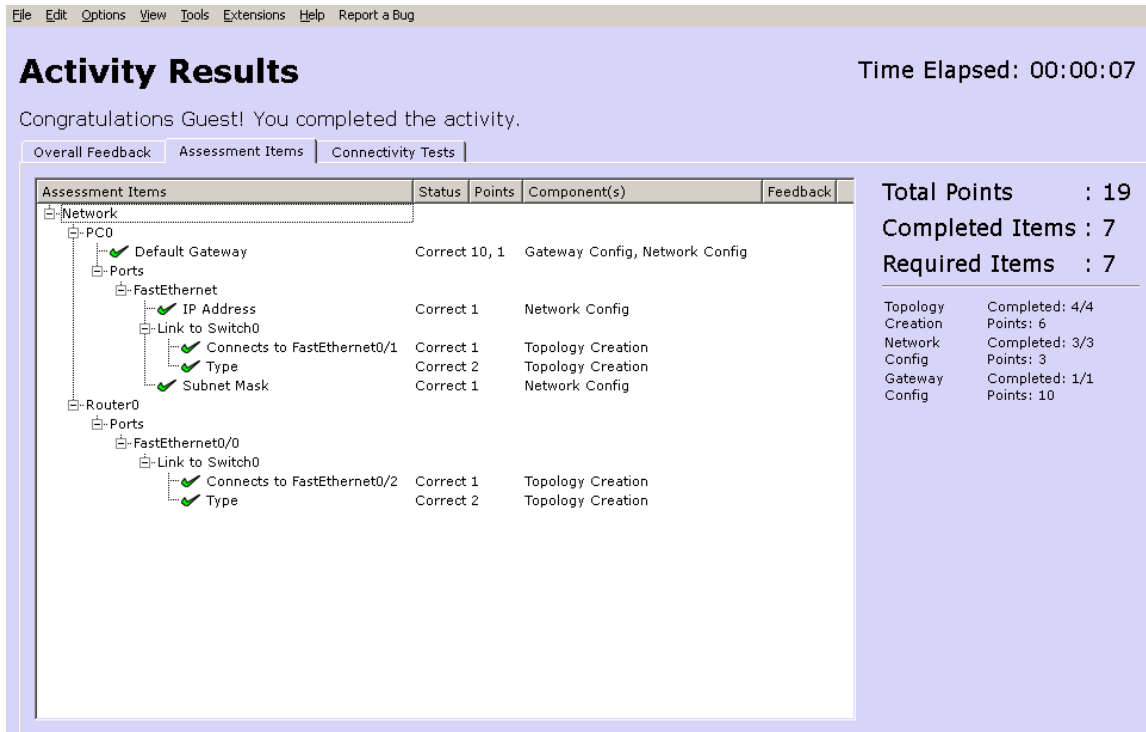 File Edit Options View Tools Extensions Help Report a Bug
Activity Results
Time Elapsed: 00:00:07
Congratulations Guest! You completed the activity.
Overall Feedback Assessment Items Connectivity Tests
Assessment Items Status Points Component(s) Feedback
Network
PC0
Default Gateway Correct 10, 1 Gateway Config, Network Config
Ports
FastEthernet
IP Address Correct 1 Network Config
Link to Switch0
Connects to FastEthernet0/1 Correct 1 Topology Creation
Type Correct 2 Topology Creation
Subnet Mask Correct 1 Network Config
Router0
Ports
FastEthernet0/0
Link to Switch0
Connects to FastEthernet0/2 Correct 1 Topology Creation
Type Correct 2 Topology Creation
Total Points : 19
Completed Items : 7
Required Items : 7
Topology Completed: 4/4
Creation Points: 6
Network Completed: 3/3
Config Points: 3
Gateway Completed: 1/1
Config Points: 10